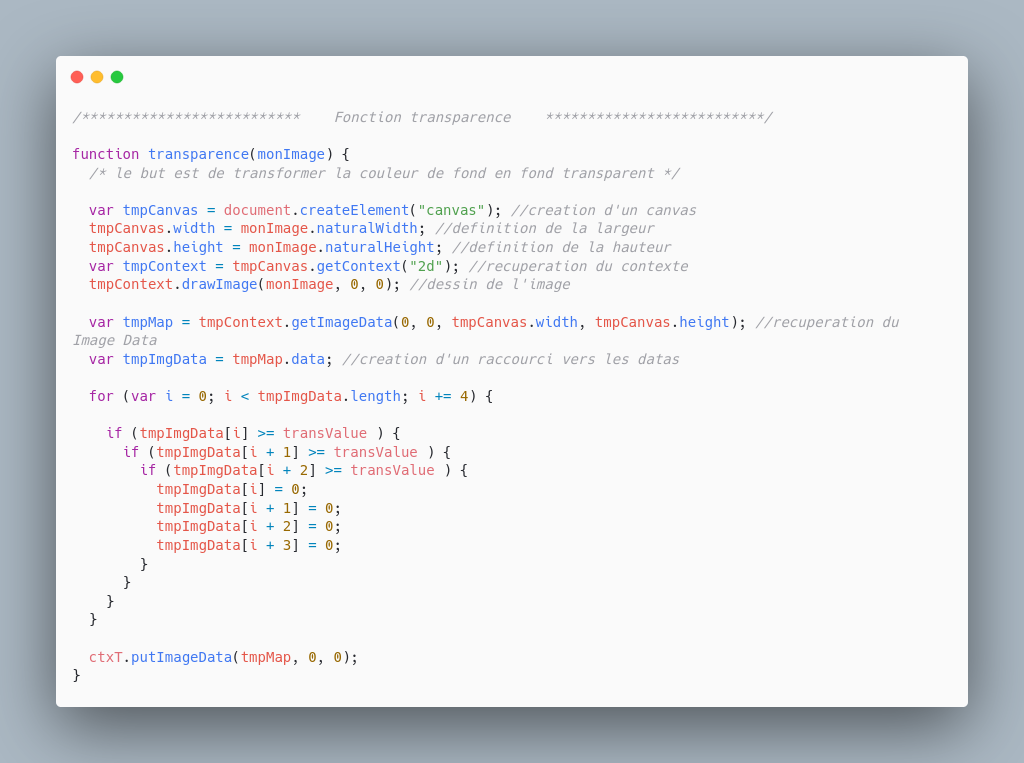 /**************************    Fonction transparence    **************************/
function transparence(monImage) {
  /* le but est de transformer la couleur de fond en fond transparent */
  var tmpCanvas = document.createElement("canvas"); //creation d'un canvas
  tmpCanvas.width = monImage.naturalWidth; //definition de la largeur
  tmpCanvas.height = monImage.naturalHeight; //definition de la hauteur
  var tmpContext = tmpCanvas.getContext("2d"); //recuperation du contexte
  tmpContext.drawImage(monImage, 0, 0); //dessin de l'image
  var tmpMap = tmpContext.getImageData(0, 0, tmpCanvas.width, tmpCanvas.height); //recuperation du
Image Data
  var tmpImgData = tmpMap.data; //creation d'un raccourci vers les datas
  for (var i = 0; i < tmpImgData.length; i += 4) {
    if (tmpImgData[i] >= transValue ) {
      if (tmpImgData[i + 1] >= transValue ) {
        if (tmpImgData[i + 2] >= transValue ) {
          tmpImgData[i] = 0;
          tmpImgData[i + 1] = 0;
          tmpImgData[i + 2] = 0;
          tmpImgData[i + 3] = 0;
        }
      }
    }
  }
  ctxT.putImageData(tmpMap, 0, 0);
}